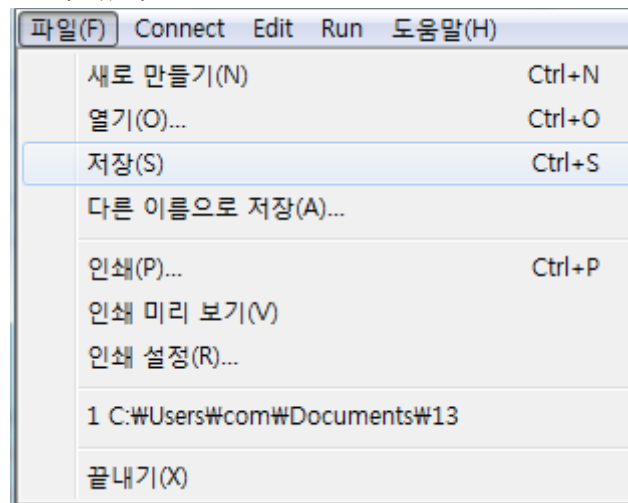 파일(F) Connect Edit Run 도움말(H)
새로 만들기(N) Ctrl+N
열기(O)... Ctrl+O
저장(S) Ctrl+S
다른 이름으로 저장(A)...
인쇄(P)... Ctrl+P
인쇄 미리 보기(V)
인쇄 설정(R)...
1 C:₩Users₩com₩Documents₩13
끝내기(X)